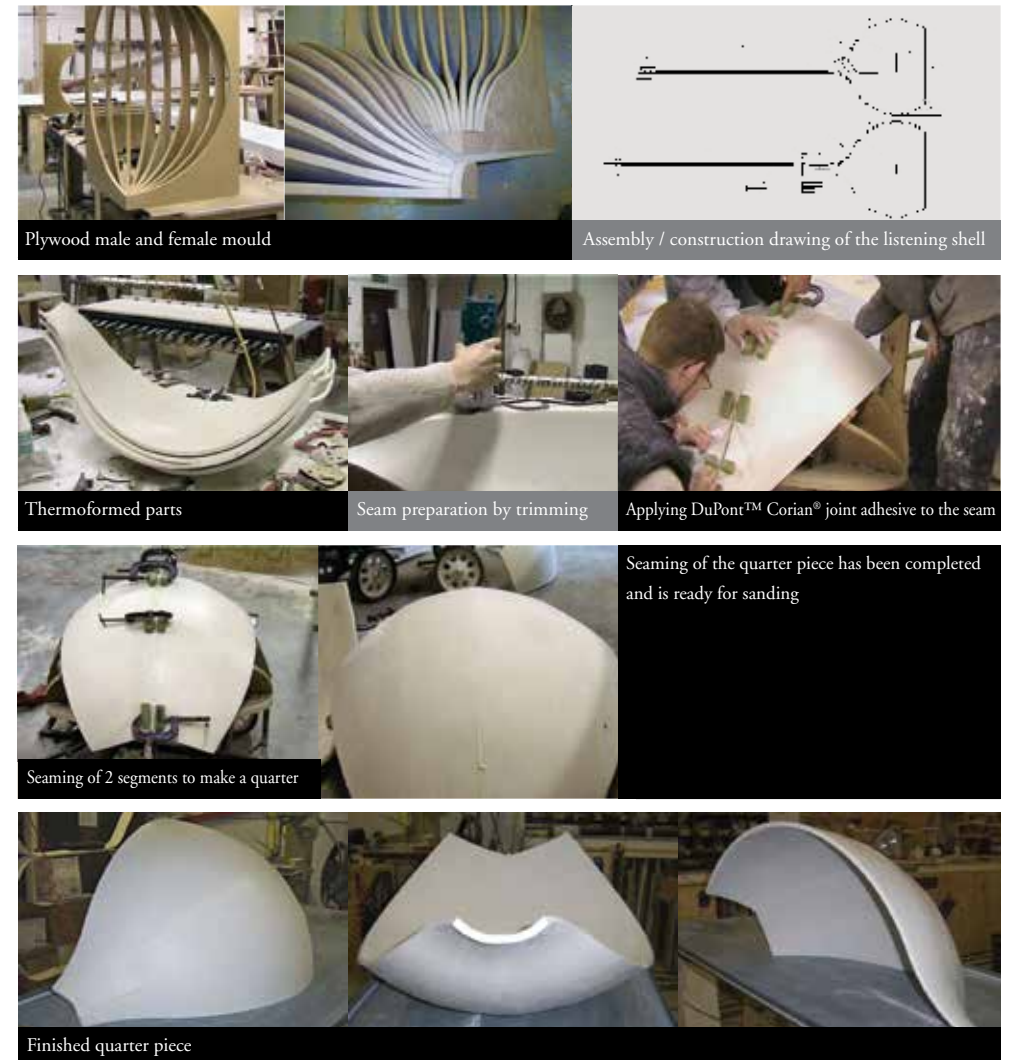 Plywood male and female mould
Assembly / construction drawing of the listening shell
Thermoformed parts
Seam preparation by trimming
Applying DuPont™ Corian® joint adhesive to the seam
Seaming of the quarter piece has been completed
and is ready for sanding
Seaming of 2 segments to make a quarter
Finished quarter piece